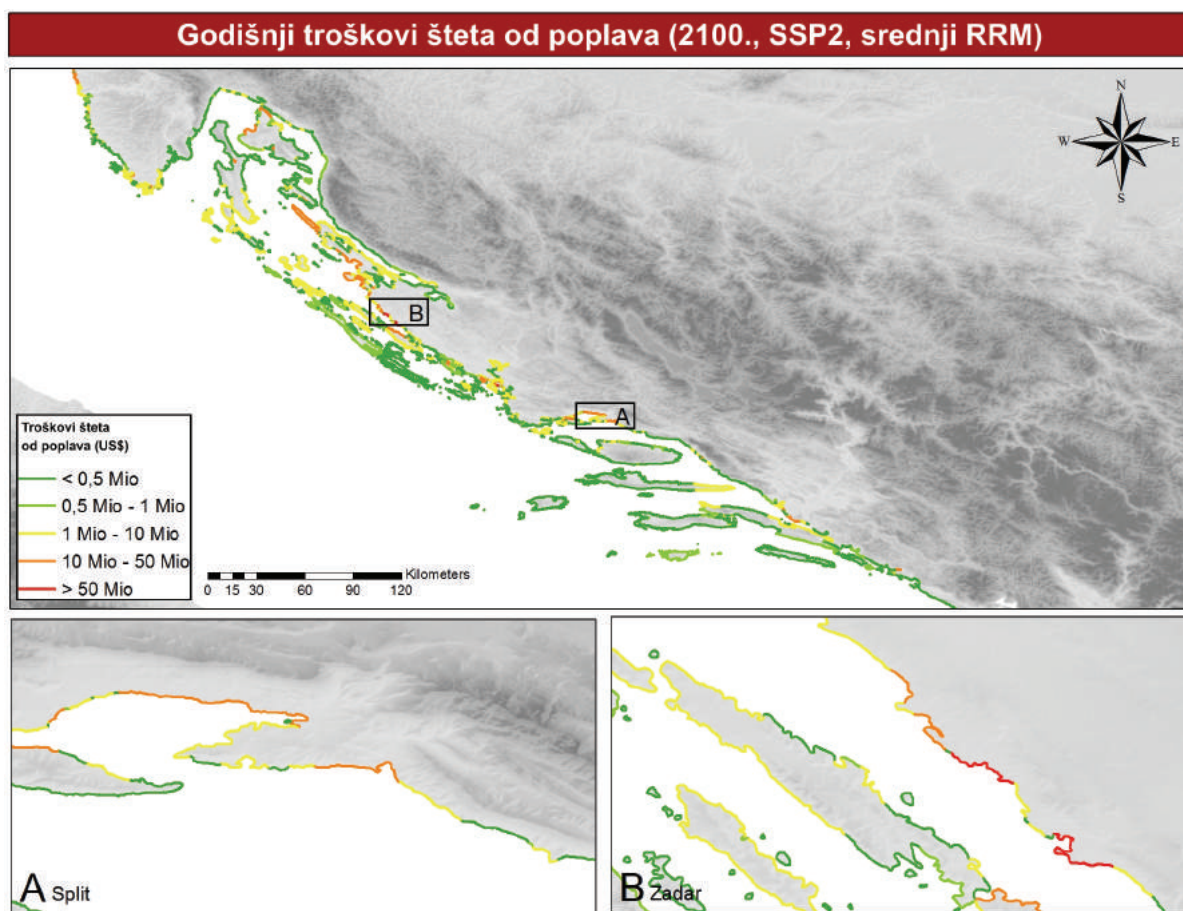 Godišnji troškovi šteta od poplava (2100., SSP2, srednji RRM)
N
W
E
S
B
A
Troškovi šteta
od poplava (US$)
< 0,5 Mio
0,5 Mio - 1 Mio
1 Mio - 10 Mio
10 Mio - 50 Mio
> 50 Mio
Kilometers
0 15 30 60 90 120
A Split
B Zadar